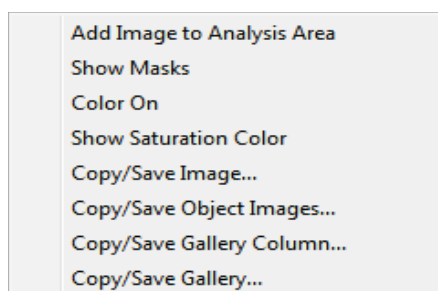 Add Image to Analysis Area
Show Masks
Color On
Show Saturation Color
Copy/Save Image...
Copy/Save Object Images...
Copy/Save Gallery Column...
Copy/Save Gallery...